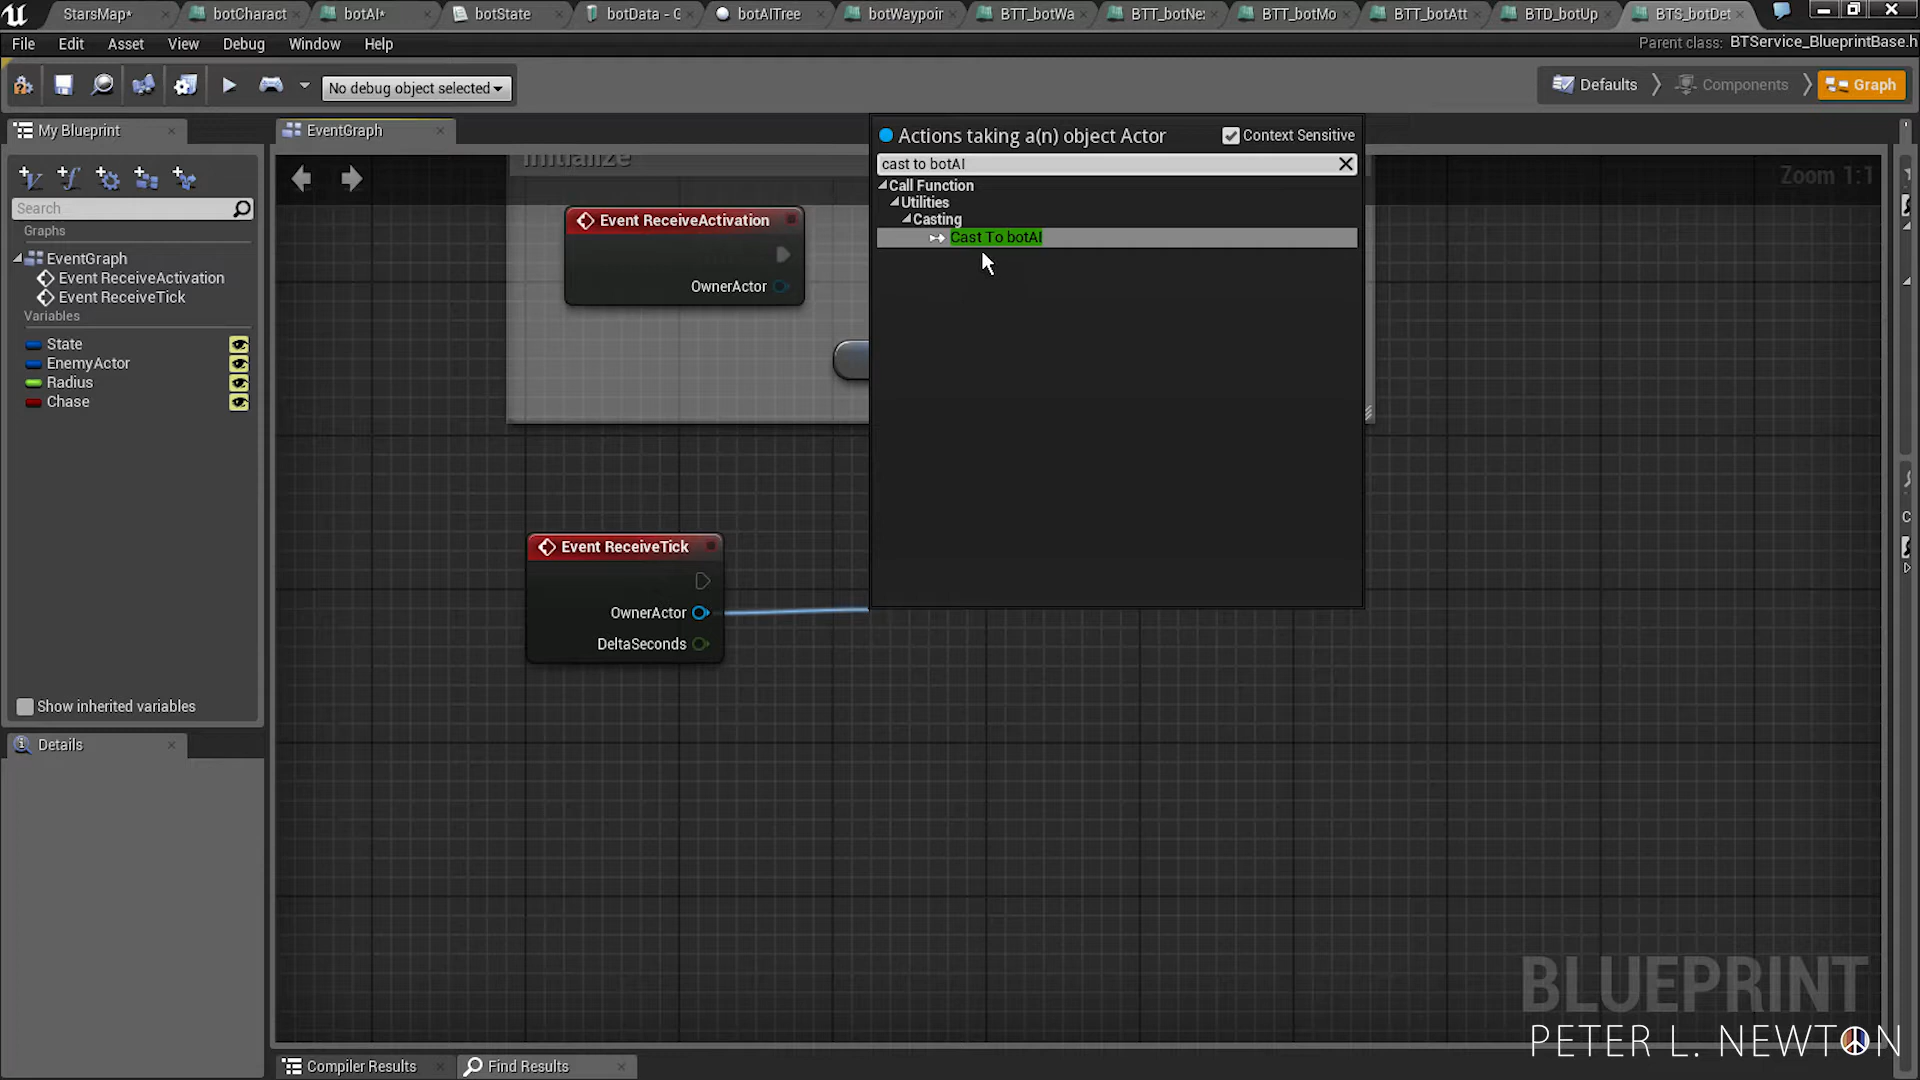 StarsMap*
botCharact
botAI*
botState
botData - G
botAITree
botWaypoir
BTT_botWa
BTT_botNe
BTT_botMo
BTT_botAtt
BTD_botUp
BTS_botDet
File Edit Asset View Debug Window Help
Parent class: BTService_BlueprintBase.h
No debug object selected
Defaults
Components
Graph
My Blueprint
EventGraph
Search
Graphs
EventGraph
Event ReceiveActivation
Event ReceiveTick
Variables
State
EnemyActor
Radius
Chase
Show inherited variables
Details
Initialize
Zoom 1:1
Event ReceiveActivation
OwnerActor
Actions taking a(n) object Actor
Context Sensitive
cast to botAI
Call Function
Utilities
Casting
Cast To botAI
Event ReceiveTick
OwnerActor
DeltaSeconds
BLUEPRINT
PETER L. NEWTON
Compiler Results
Find Results